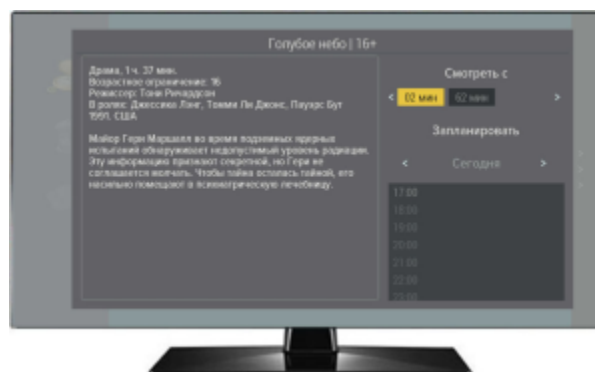 Голубое небо | 16+
Драма, 1 ч. 37 мин.
Возрастное ограничение: 16
Режиссер: Тони Ричардсон
В ролях: Джессика Лэнг, Томми Ли Джонс, Пауэрс Бут
1991, США
Майор Гери Маршалл во время подземных ядерных
испытаний обнаруживает недопустимый уровень радиации.
Эту информацию признают секретной, но Гери не
соглашается молчать. Чтобы тайна осталась тайной, его
насильно помещают в психиатрическую лечебницу.
Смотреть с
< 02 мин 62 мин >
Запланировать
< Сегодня >
17:00
18:00
19:00
20:00
21:00
22:00
23:00